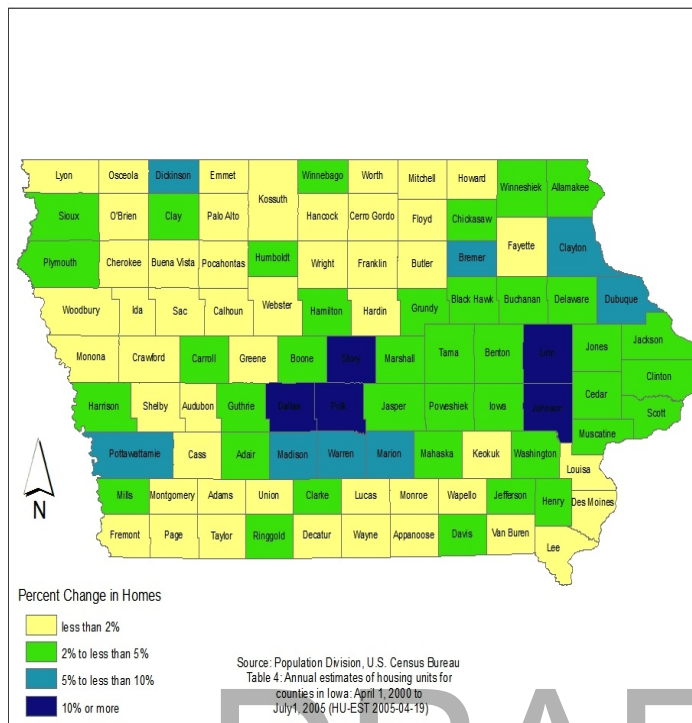 Lyon Osceola Dickinson Emmet Winnebago Worth Mitchell Howard Winneshiek Allamakee
Kossuth
Sioux O'Brien Clay Palo Alto Hancock Cerro Gordo Floyd Chickasaw
Fayette Clayton
Plymouth Cherokee Buena Vista Pocahontas Humboldt Wright Franklin Butler Bremer
Woodbury Ida Sac Calhoun Webster Hamilton Hardin Grundy Black Hawk Buchanan Delaware Dubuque
Monona Crawford Carroll Greene Boone Story Marshall Tama Benton Linn Jones Jackson
Clinton
Harrison Shelby Audubon Guthrie Dallas Polk Jasper Poweshiek Iowa Johnson Cedar Scott
Muscatine
Pottawattamie Cass Adair Madison Warren Marion Mahaska Keokuk Washington
Louisa
Mills Montgomery Adams Union Clarke Lucas Monroe Wapello Jefferson Henry Des Moines
Fremont Page Taylor Ringgold Decatur Wayne Appanoose Davis Van Buren Lee
N
Percent Change in Homes
less than 2%
2% to less than 5%
5% to less than 10%
10% or more
Source: Population Division, U.S. Census Bureau
Table 4: Annual estimates of housing units for
counties in Iowa: April 1, 2000 to
July1, 2005 (HU-EST 2005-04-19)